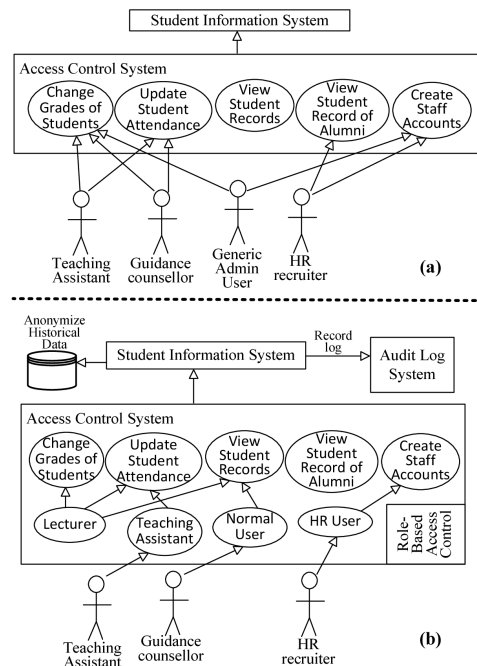 Student Information System
Access Control System
Change
Grades of
Students
Update
Student
Attendance
View
Student
Records
View
Student
Record of
Alumni
Create
Staff
Accounts
Teaching
Assistant
Guidance
counsellor
Generic
Admin
User
HR
recruiter
(a)
Anonymize
Historical
Data
Student Information System
Record
log
Audit Log
System
Access Control System
Change
Grades of
Students
Update
Student
Attendance
View
Student
Records
View
Student
Record of
Alumni
Create
Staff
Accounts
Lecturer
Teaching
Assistant
Normal
User
HR User
Role-
Based
Access
Control
Teaching
Assistant
Guidance
counsellor
HR
recruiter
(b)